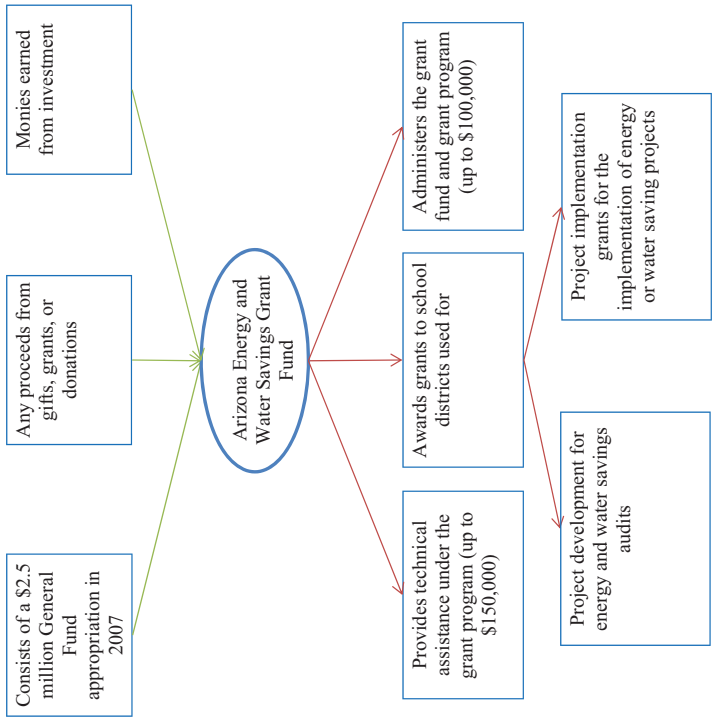 Consists of a $2.5
million General
Fund
appropriation in
2007
Any proceeds from
gifts, grants, or
donations
Monies earned
from investment
Arizona Energy and
Water Savings Grant
Fund
Provides technical
assistance under the
grant program (up to
$150,000)
Awards grants to school
districts used for
Administers the grant
fund and grant program
(up to $100,000)
Project development for
energy and water savings
audits
Project implementation
grants for the
implementation of energy
or water saving projects